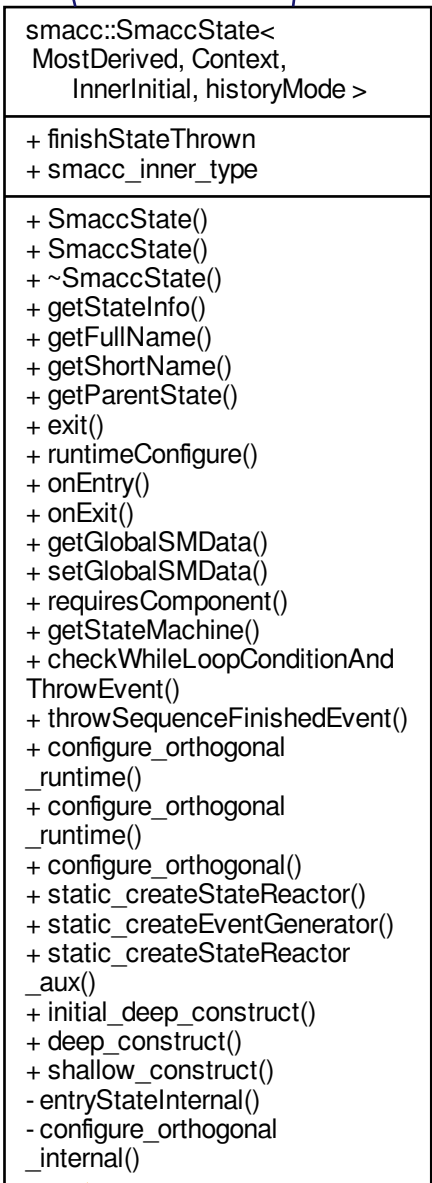 smacc::SmaccState<
MostDerived, Context,
InnerInitial, historyMode >
+ finishStateThrown
+ smacc_inner_type
+ SmaccState()
+ SmaccState()
+ ~SmaccState()
+ getStateInfo()
+ getFullName()
+ getShortName()
+ getParentState()
+ exit()
+ runtimeConfigure()
+ onEntry()
+ onExit()
+ getGlobalSMData()
+ setGlobalSMData()
+ requiresComponent()
+ getStateMachine()
+ checkWhileLoopConditionAnd
ThrowEvent()
+ throwSequenceFinishedEvent()
+ configure_orthogonal
_runtime()
+ configure_orthogonal
_runtime()
+ configure_orthogonal()
+ static_createStateReactor()
+ static_createEventGenerator()
+ static_createStateReactor
_aux()
+ initial_deep_construct()
+ deep_construct()
+ shallow_construct()
- entryStateInternal()
- configure_orthogonal
_internal()